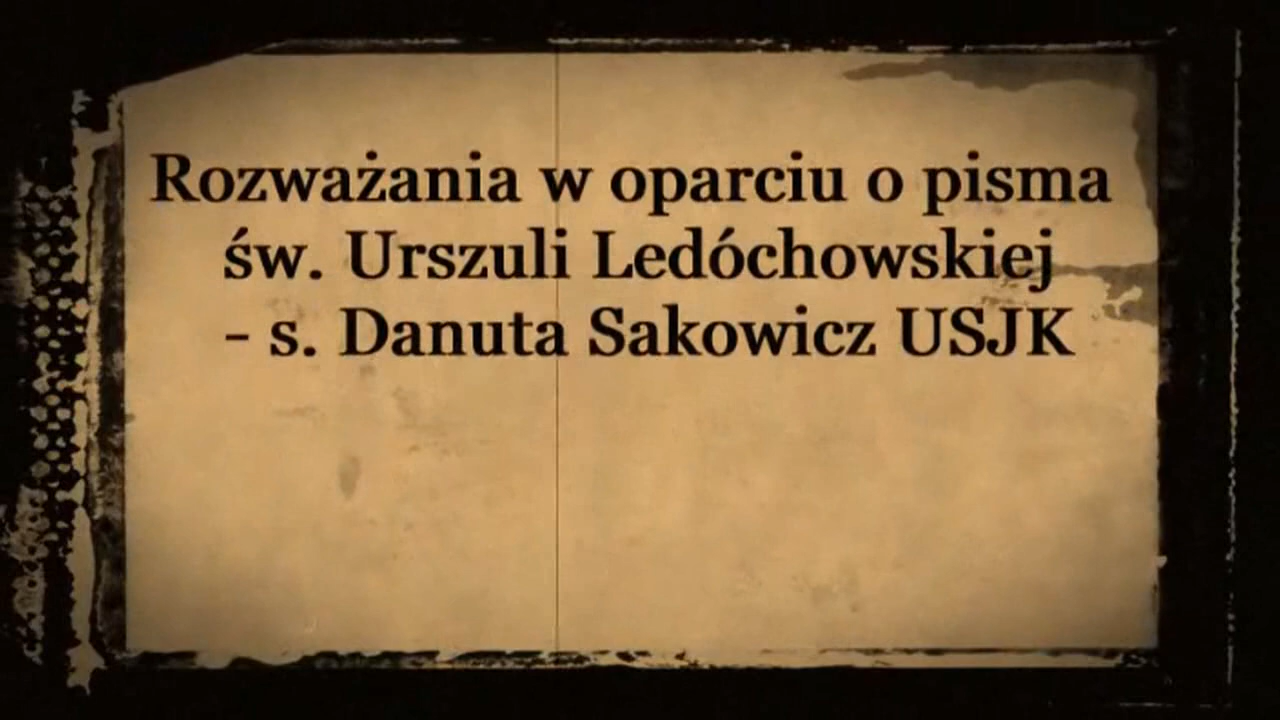 Rozważania w oparciu o pisma
św. Urszuli Ledóchowskiej
- s. Danuta Sakowicz USJK